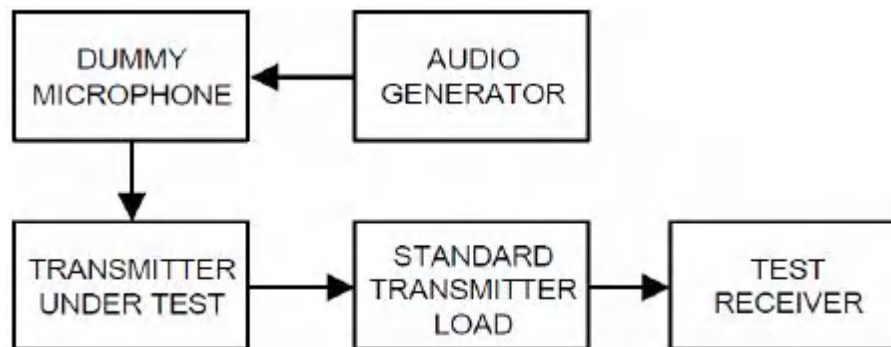 DUMMY
MICROPHONE
AUDIO
GENERATOR
TRANSMITTER
UNDER TEST
STANDARD
TRANSMITTER
LOAD
TEST
RECEIVER